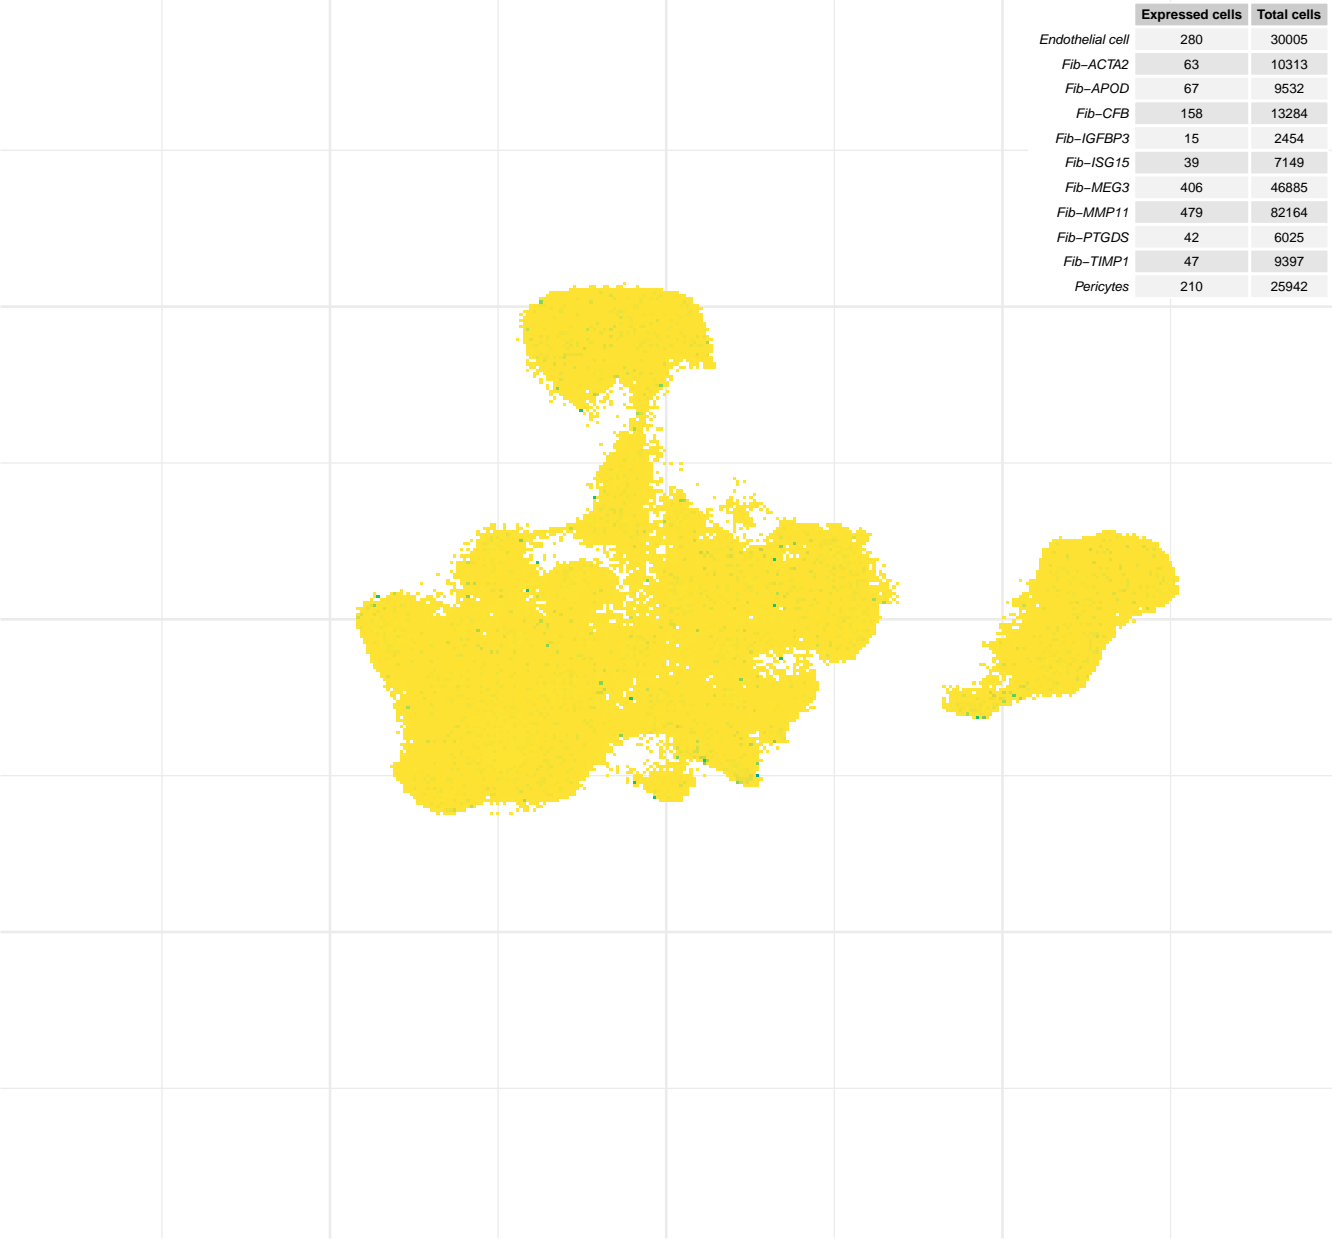 Expressed cells Total cells
Endothelial cell 280 30005
Fib−ACTA2 63 10313
Fib−APOD 67 9532
Fib−CFB 158 13284
Fib−IGFBP3 15 2454
Fib−ISG15 39 7149
Fib−MEG3 406 46885
Fib−MMP11 479 82164
Fib−PTGDS 42 6025
Fib−TIMP1 47 9397
Pericytes 210 25942